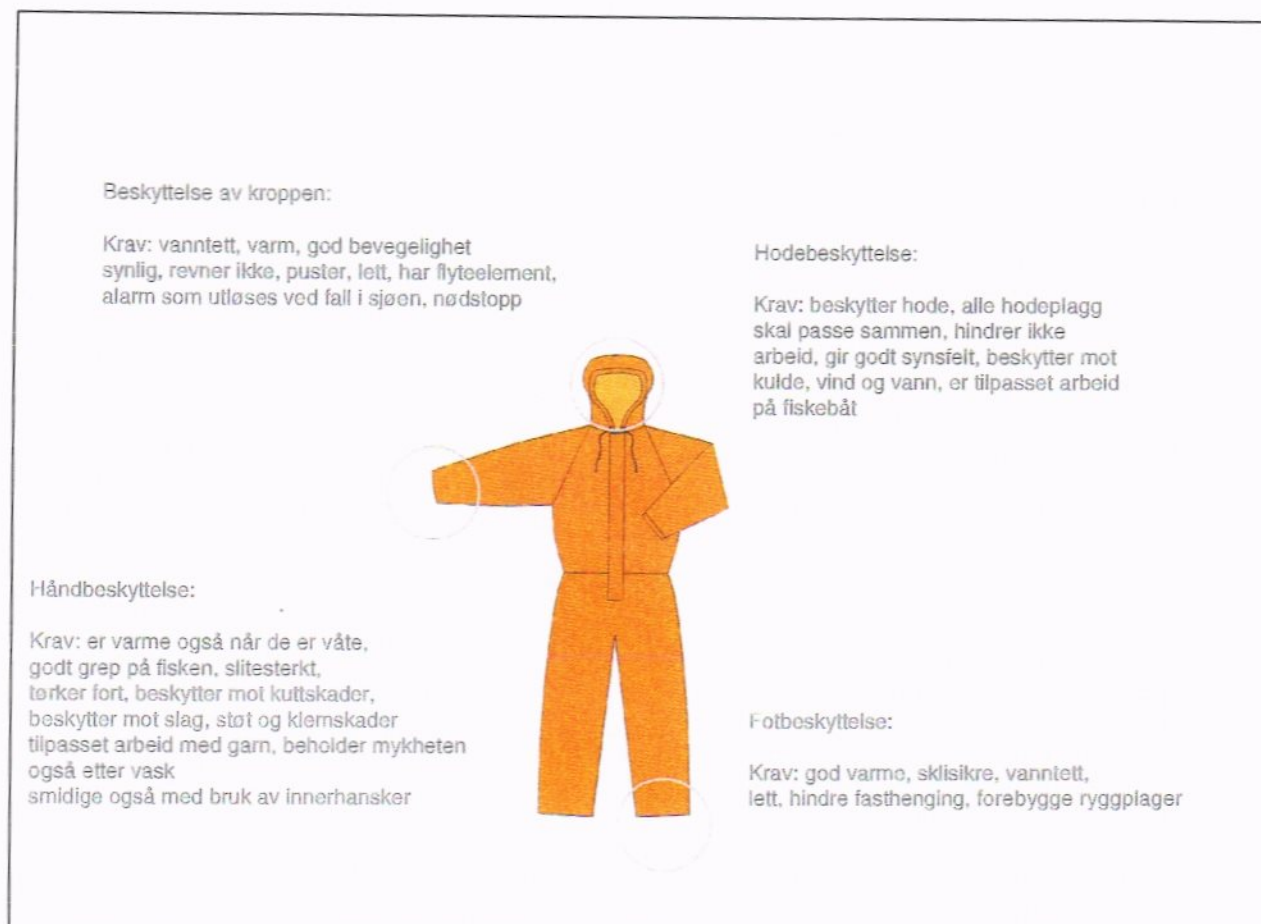 Beskyttelse av kroppen:
Krav: vanntett, varm, god bevegelighet
synlig, revner ikke, puster, lett, har flyteelement,
alarm som utløses ved fall i sjøen, nødstopp
Hodebeskyttelse:
Krav: beskytter hode, alle hodeplagg
skal passe sammen, hindrer ikke
arbeid, gir godt synsfelt, beskytter mot
kulde, vind og vann, er tilpasset arbeid
på fiskebåt
Håndbeskyttelse:
Krav: er varme også når de er våte,
godt grep på fisken, slitesterkt,
tørker fort, beskytter mot kuttskader,
beskytter mot slag, støt og klemskader
tilpasset arbeid med garn, beholder mykheten
også etter vask
smidige også med bruk av innerhansker
Fotbeskyttelse:
Krav: god varme, sklisikre, vanntett,
lett, hindre fasthenging, forebygge ryggplager